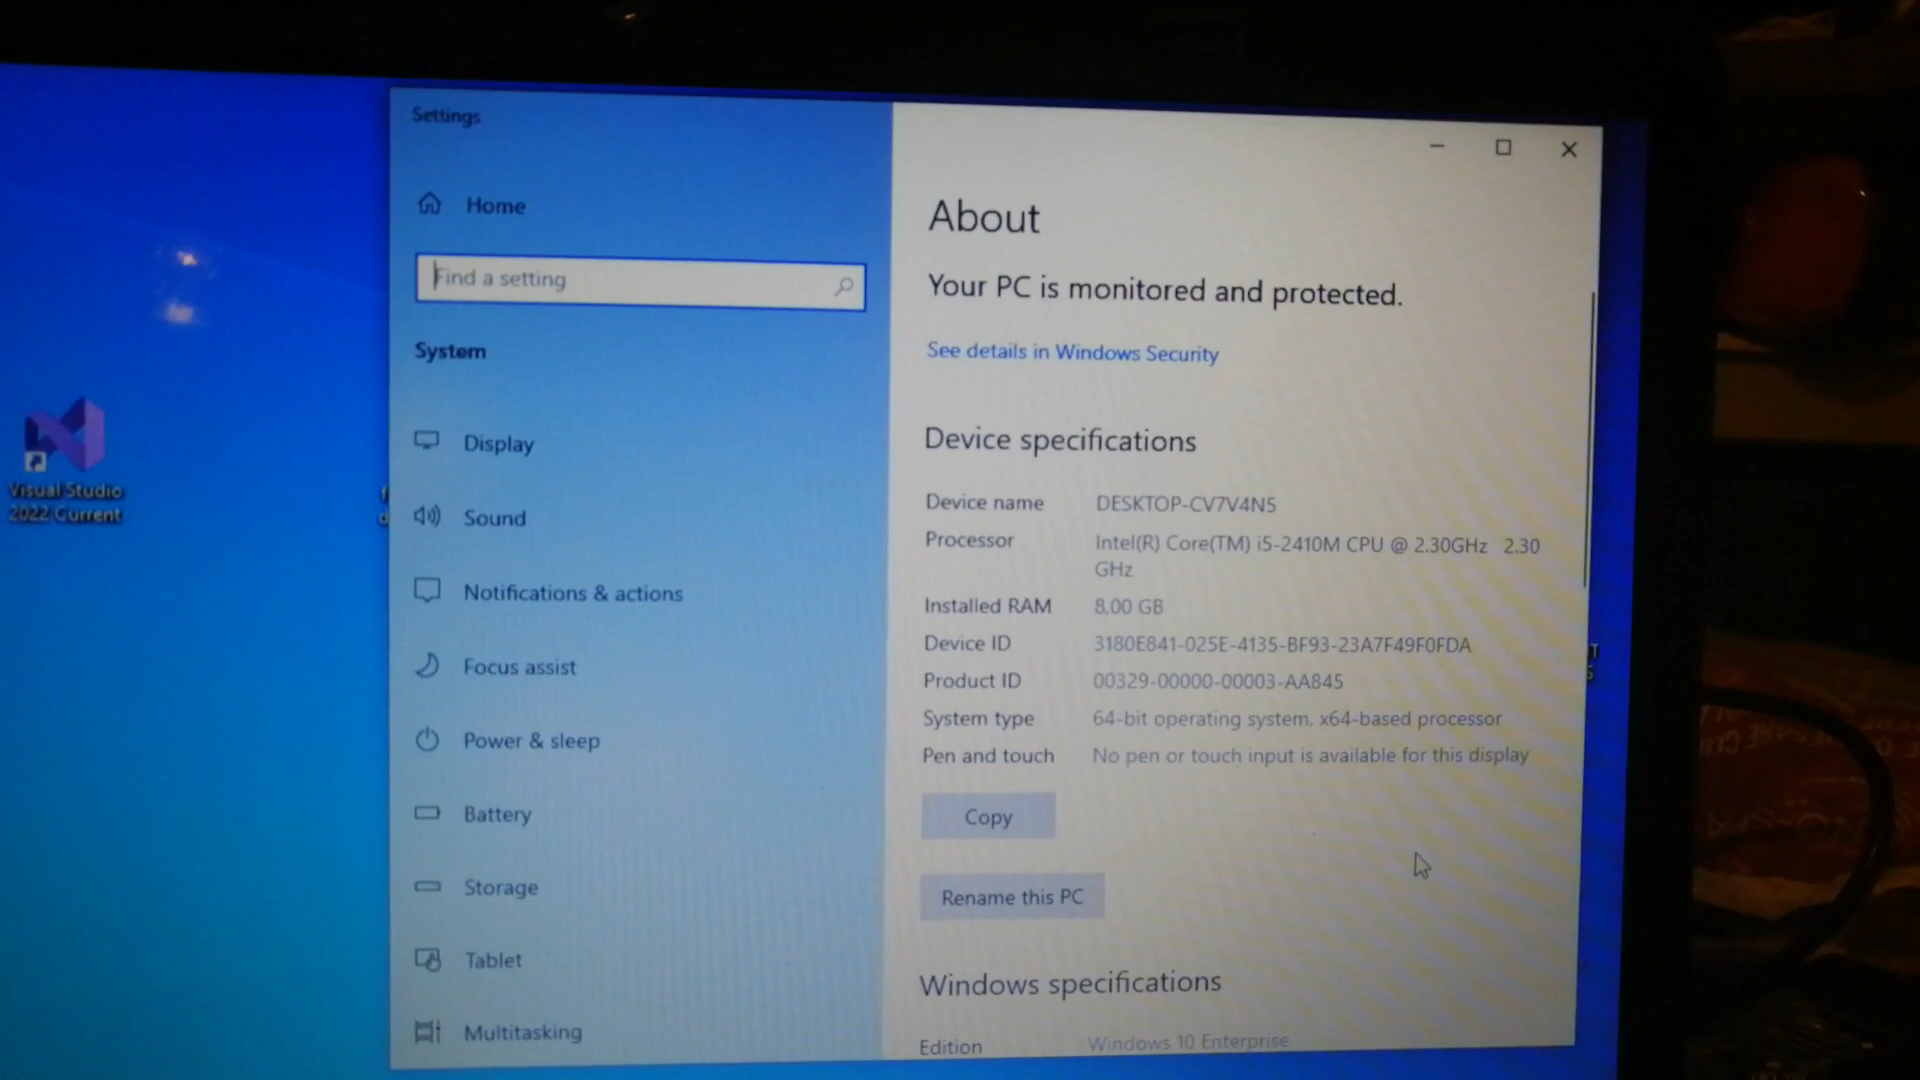 Settings
Home
Find a setting
System
Display
Sound
Notifications & actions
Focus assist
Power & sleep
Battery
Storage
Tablet
Multitasking
About
Your PC is monitored and protected.
See details in Windows Security
Device specifications
Device name DESKTOP-CV7V4N5
Processor Intel(R) Core(TM) i5-2410M CPU @ 2.30GHz 2.30
GHz
Installed RAM 8,00 GB
Device ID 3180E841-025E-4135-BF93-23A7F49F0FDA
Product ID 00329-00000-00003-AA845
System type 64-bit operating system, x64-based processor
Pen and touch No pen or touch input is available for this display
Copy
Rename this PC
Windows specifications
Edition Windows 10 Enterprise
Visual Studio
2022 Current